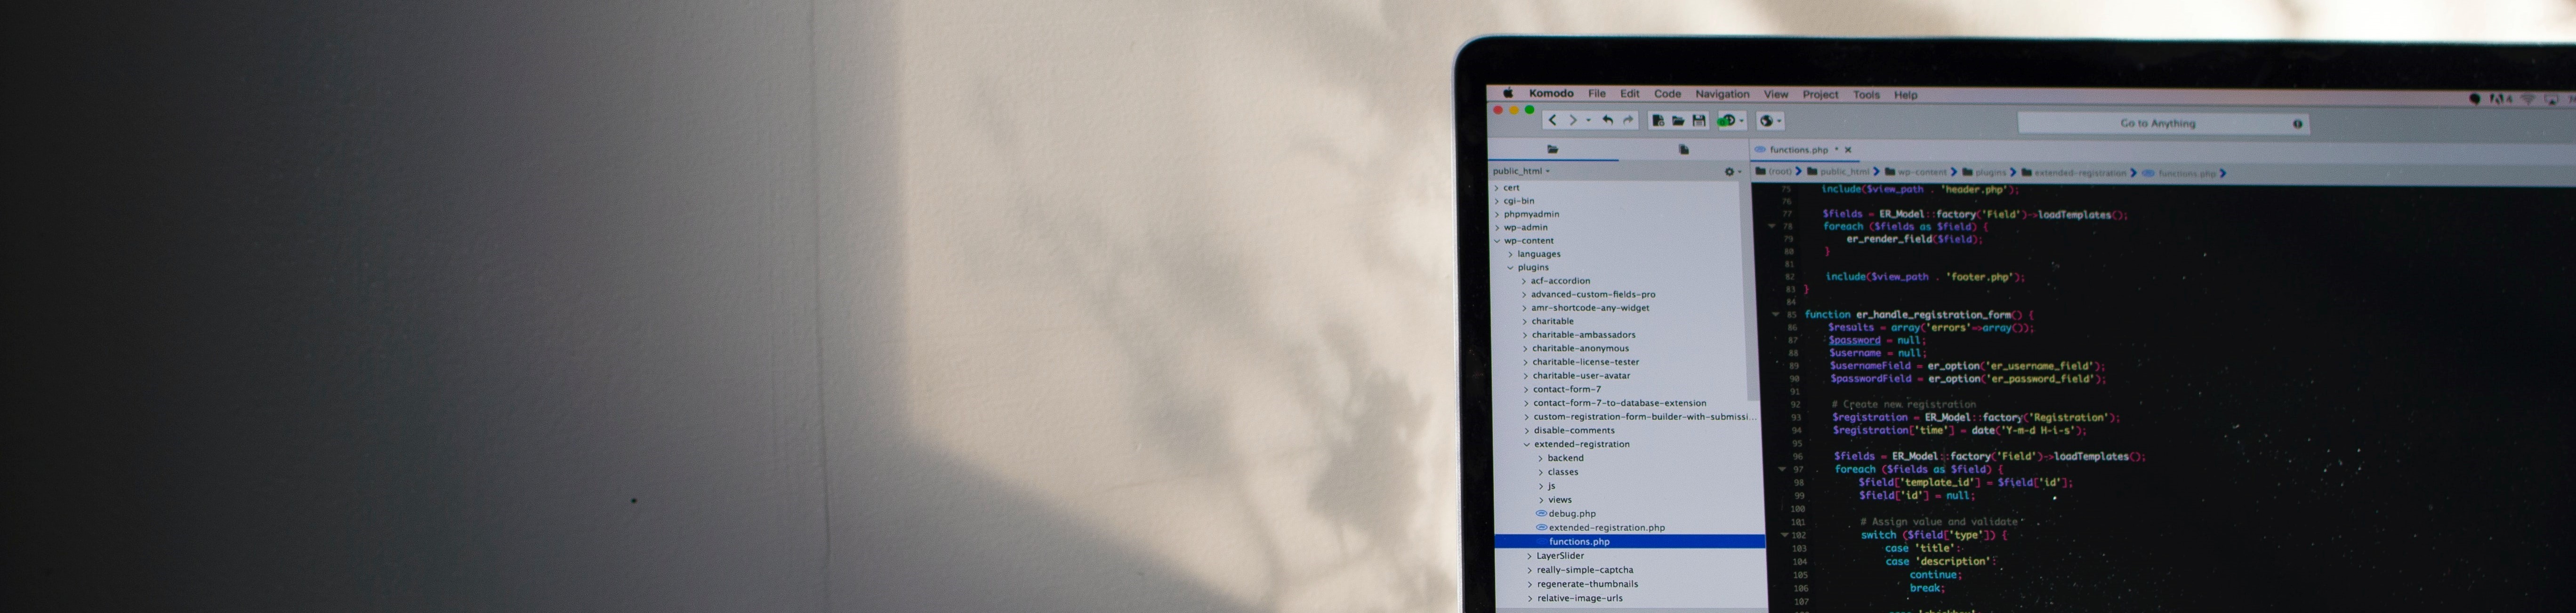 Komodo File Edit Code Navigation View Project Tools Help
Go to Anything
functions.php
public_html
cert
cgi-bin
phpmyadmin
wp-admin
wp-content
languages
plugins
acf-accordion
advanced-custom-fields-pro
amr-shortcode-any-widget
charitable
charitable-ambassadors
charitable-anonymous
charitable-license-tester
charitable-user-avatar
contact-form-7
contact-form-7-to-database-extension
custom-registration-form-builder-with-submissi...
disable-comments
extended-registration
backend
classes
js
views
debug.php
extended-registration.php
functions.php
LayerSlider
really-simple-captcha
regenerate-thumbnails
relative-image-urls
(root) public_html wp-content plugins extended-registration functions.php
75 include($view_path . 'header.php');
76
77 $fields = ER_Model::factory('Field')->loadTemplates();
78 foreach ($fields as $field) {
79 er_render_field($field);
80 }
81
82 include($view_path . 'footer.php');
83 }
84
85 function er_handle_registration_form() {
86 $results = array('errors'=>array());
87 $password = null;
88 $username = null;
89 $usernameField = er_option('er_username_field');
90 $passwordField = er_option('er_password_field');
91
92 # Create new registration
93 $registration = ER_Model::factory('Registration');
94 $registration['time'] = date('Y-m-d H-i-s');
95
96 $fields = ER_Model::factory('Field')->loadTemplates();
97 foreach ($fields as $field) {
98 $field['template_id'] = $field['id'];
99 $field['id'] = null;
100
101 # Assign value and validate
102 switch ($field['type']) {
103 case 'title':
104 case 'description':
105 continue;
106 break;
107